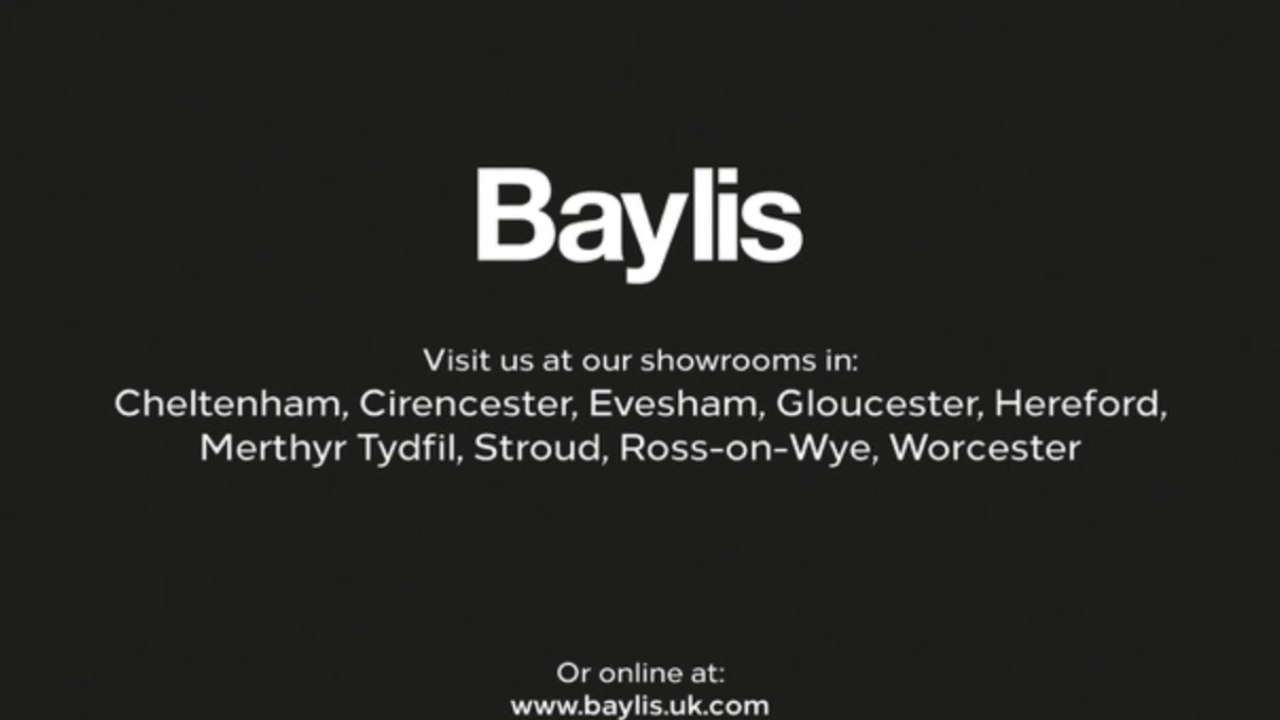 Baylis
Visit us at our showrooms in:
Cheltenham, Cirencester, Evesham, Gloucester, Hereford,
Merthyr Tydfil, Stroud, Ross-on-Wye, Worcester
Or online at:
www.baylis.uk.com